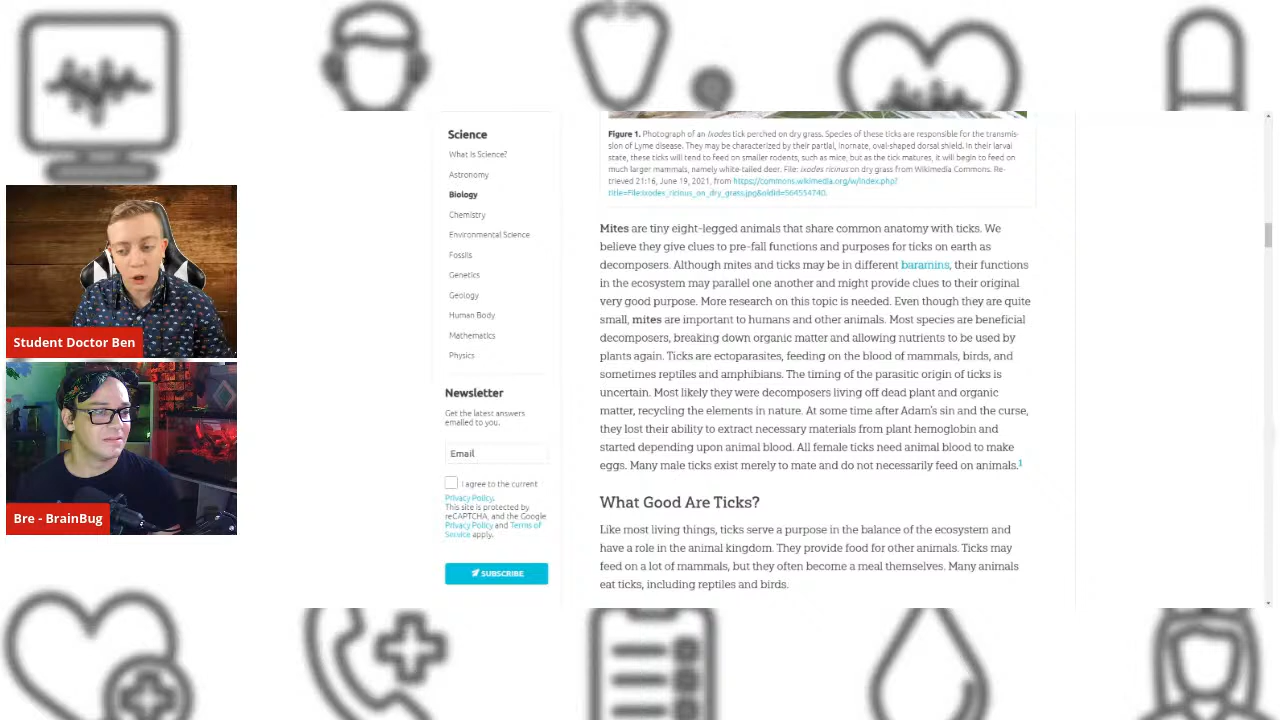 Science
What Is Science?
Astronomy
Biology
Chemistry
Environmental Science
Fossils
Genetics
Geology
Human Body
Mathematics
Physics
Newsletter
Get the latest answers
emailed to you.
Email
I agree to the current
Privacy Policy.
This site is protected by
reCAPTCHA, and the Google
Privacy Policy and Terms of
Service apply.
SUBSCRIBE
Figure 1. Photograph of an Ixodes tick perched on dry grass. Species of these ticks are responsible for the transmis-
sion of Lyme disease. They may be characterized by their partial, inornate, oval-shaped dorsal shield. In their larval
state, these ticks will tend to feed on smaller rodents, such as mice, but as the tick matures, it will begin to feed on
much larger mammals, namely white-tailed deer. File: Ixodes ricinus on dry grass from Wikimedia Commons. Re-
trieved 21:16, June 19, 2021, from https://commons.wikimedia.org/w/index.php?
title=File:Ixodes_ricinus_on_dry_grass.jpg&oldid=564554740.
Mites are tiny eight-legged animals that share common anatomy with ticks. We
believe they give clues to pre-fall functions and purposes for ticks on earth as
decomposers. Although mites and ticks may be in different baramins, their functions
in the ecosystem may parallel one another and might provide clues to their original
very good purpose. More research on this topic is needed. Even though they are quite
small, mites are important to humans and other animals. Most species are beneficial
decomposers, breaking down organic matter and allowing nutrients to be used by
plants again. Ticks are ectoparasites, feeding on the blood of mammals, birds, and
sometimes reptiles and amphibians. The timing of the parasitic origin of ticks is
uncertain. Most likely they were decomposers living off dead plant and organic
matter, recycling the elements in nature. At some time after Adam's sin and the curse,
they lost their ability to extract necessary materials from plant hemoglobin and
started depending upon animal blood. All female ticks need animal blood to make
eggs. Many male ticks exist merely to mate and do not necessarily feed on animals.1
What Good Are Ticks?
Like most living things, ticks serve a purpose in the balance of the ecosystem and
have a role in the animal kingdom. They provide food for other animals. Ticks may
feed on a lot of mammals, but they often become a meal themselves. Many animals
eat ticks, including reptiles and birds.
Student Doctor Ben
Bre - BrainBug